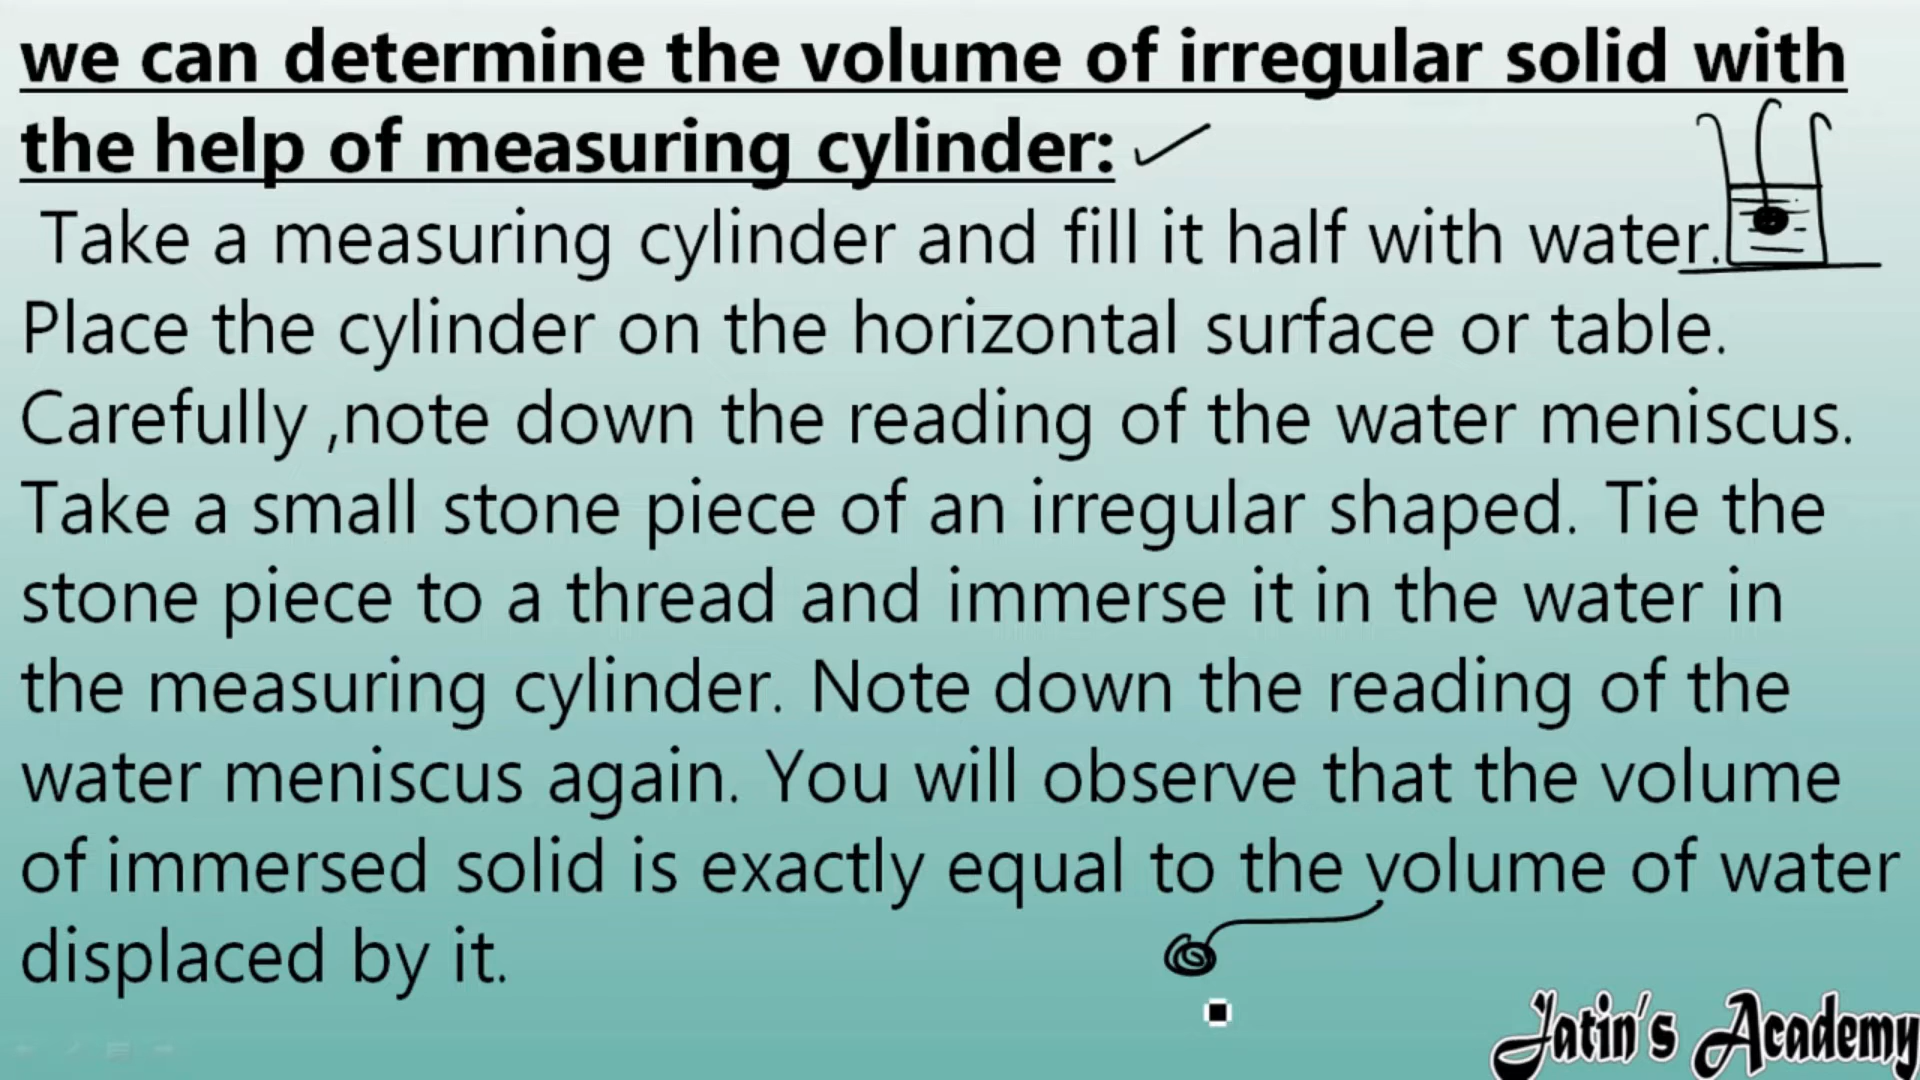 we can determine the volume of irregular solid with
the help of measuring cylinder:
Take a measuring cylinder and fill it half with water.
Place the cylinder on the horizontal surface or table.
Carefully ,note down the reading of the water meniscus.
Take a small stone piece of an irregular shaped. Tie the
stone piece to a thread and immerse it in the water in
the measuring cylinder. Note down the reading of the
water meniscus again. You will observe that the volume
of immersed solid is exactly equal to the volume of water
displaced by it.
Jatin's Academy